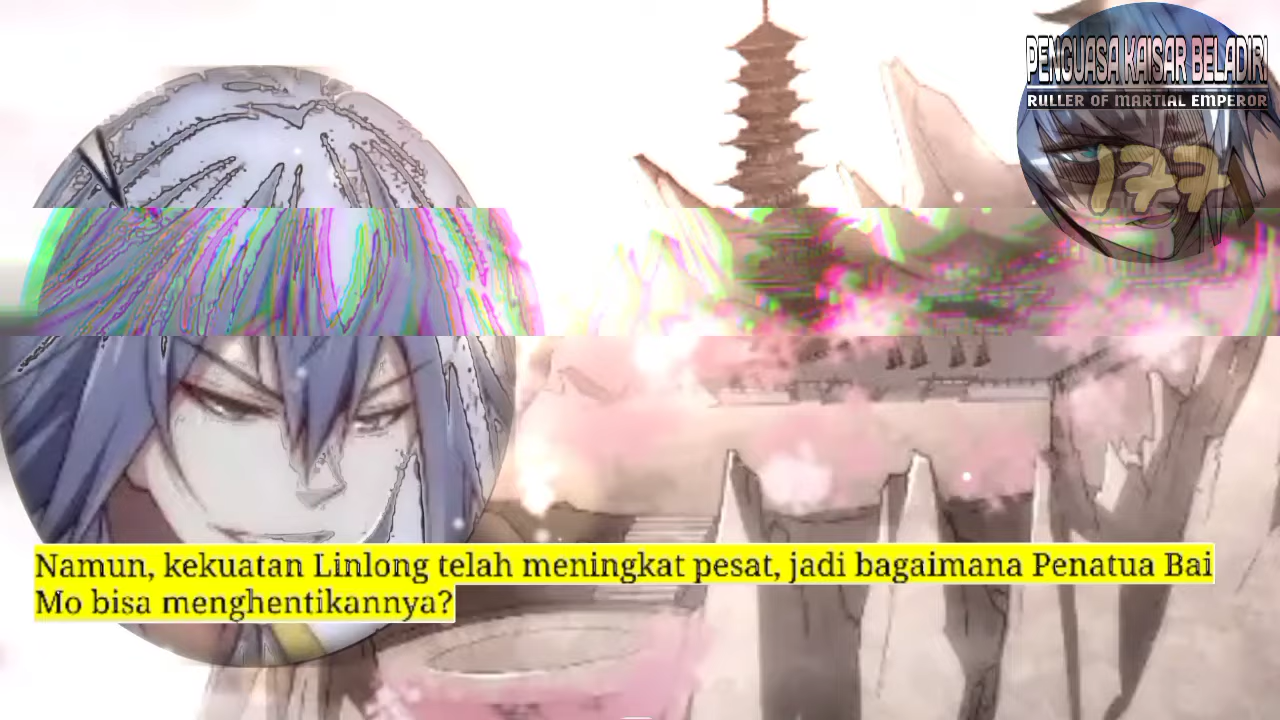 PENGUASA KAISAR BELADIRI
RULLER OF MARTIAL EMPEROR
177
Namun, kekuatan Linlong telah meningkat pesat, jadi bagaimana Penatua Bai
Mo bisa menghentikannya?